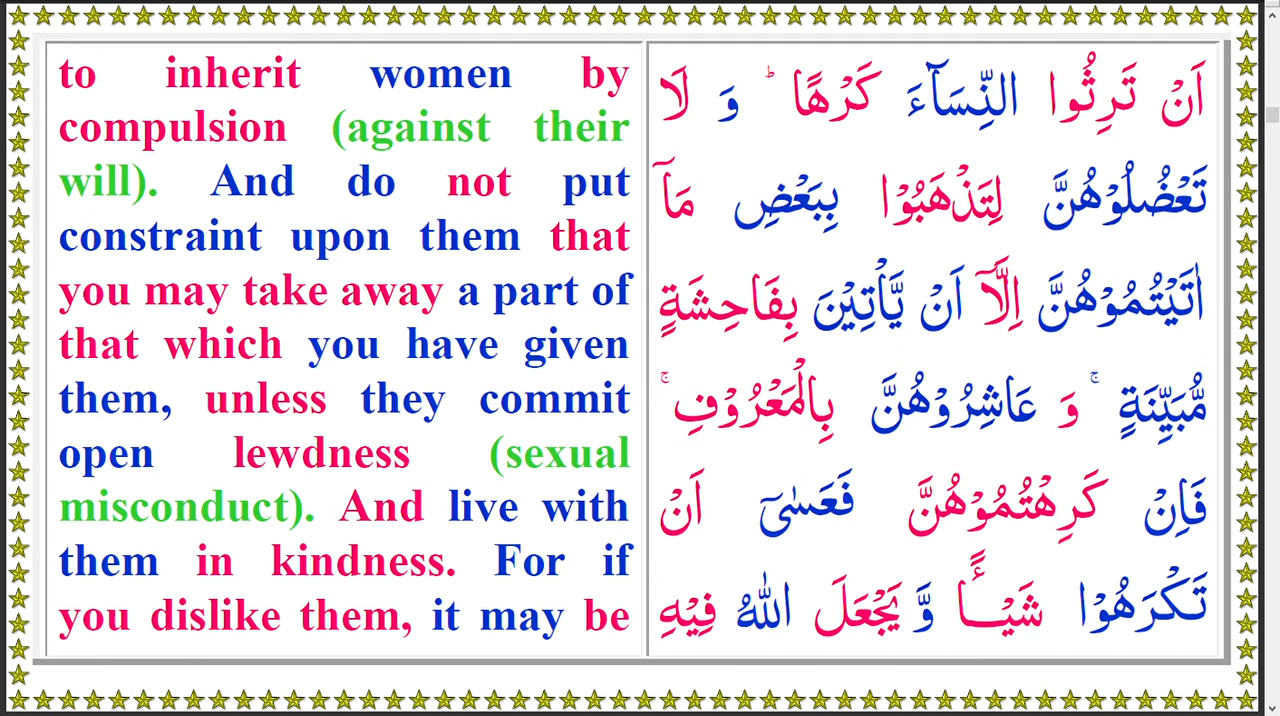 to inherit women by
compulsion (against their
will). And do not put
constraint upon them that
you may take away a part of
that which you have given
them, unless they commit
open lewdness (sexual
misconduct). And live with
them in kindness. For if
you dislike them, it may be
اَنْ تَرِثُوا النِّسَآءَ كَرْهًا ؕ وَ لَا
تَعْضُلُوْهُنَّ لِتَذْهَبُوْا بِبَعْضِ مَاۤ
اٰتَيْتُمُوْهُنَّ اِلَّاۤ اَنْ يَّاْتِيْنَ بِفَاحِشَةٍ
مُّبَيِّنَةٍ ۚ وَ عَاشِرُوْهُنَّ بِالْمَعْرُوْفِ ۚ
فَاِنْ كَرِهْتُمُوْهُنَّ فَعَسٰۤى اَنْ
تَكْرَهُوْا شَيْـًٔا وَّ يَجْعَلَ اللّٰهُ فِيْهِ